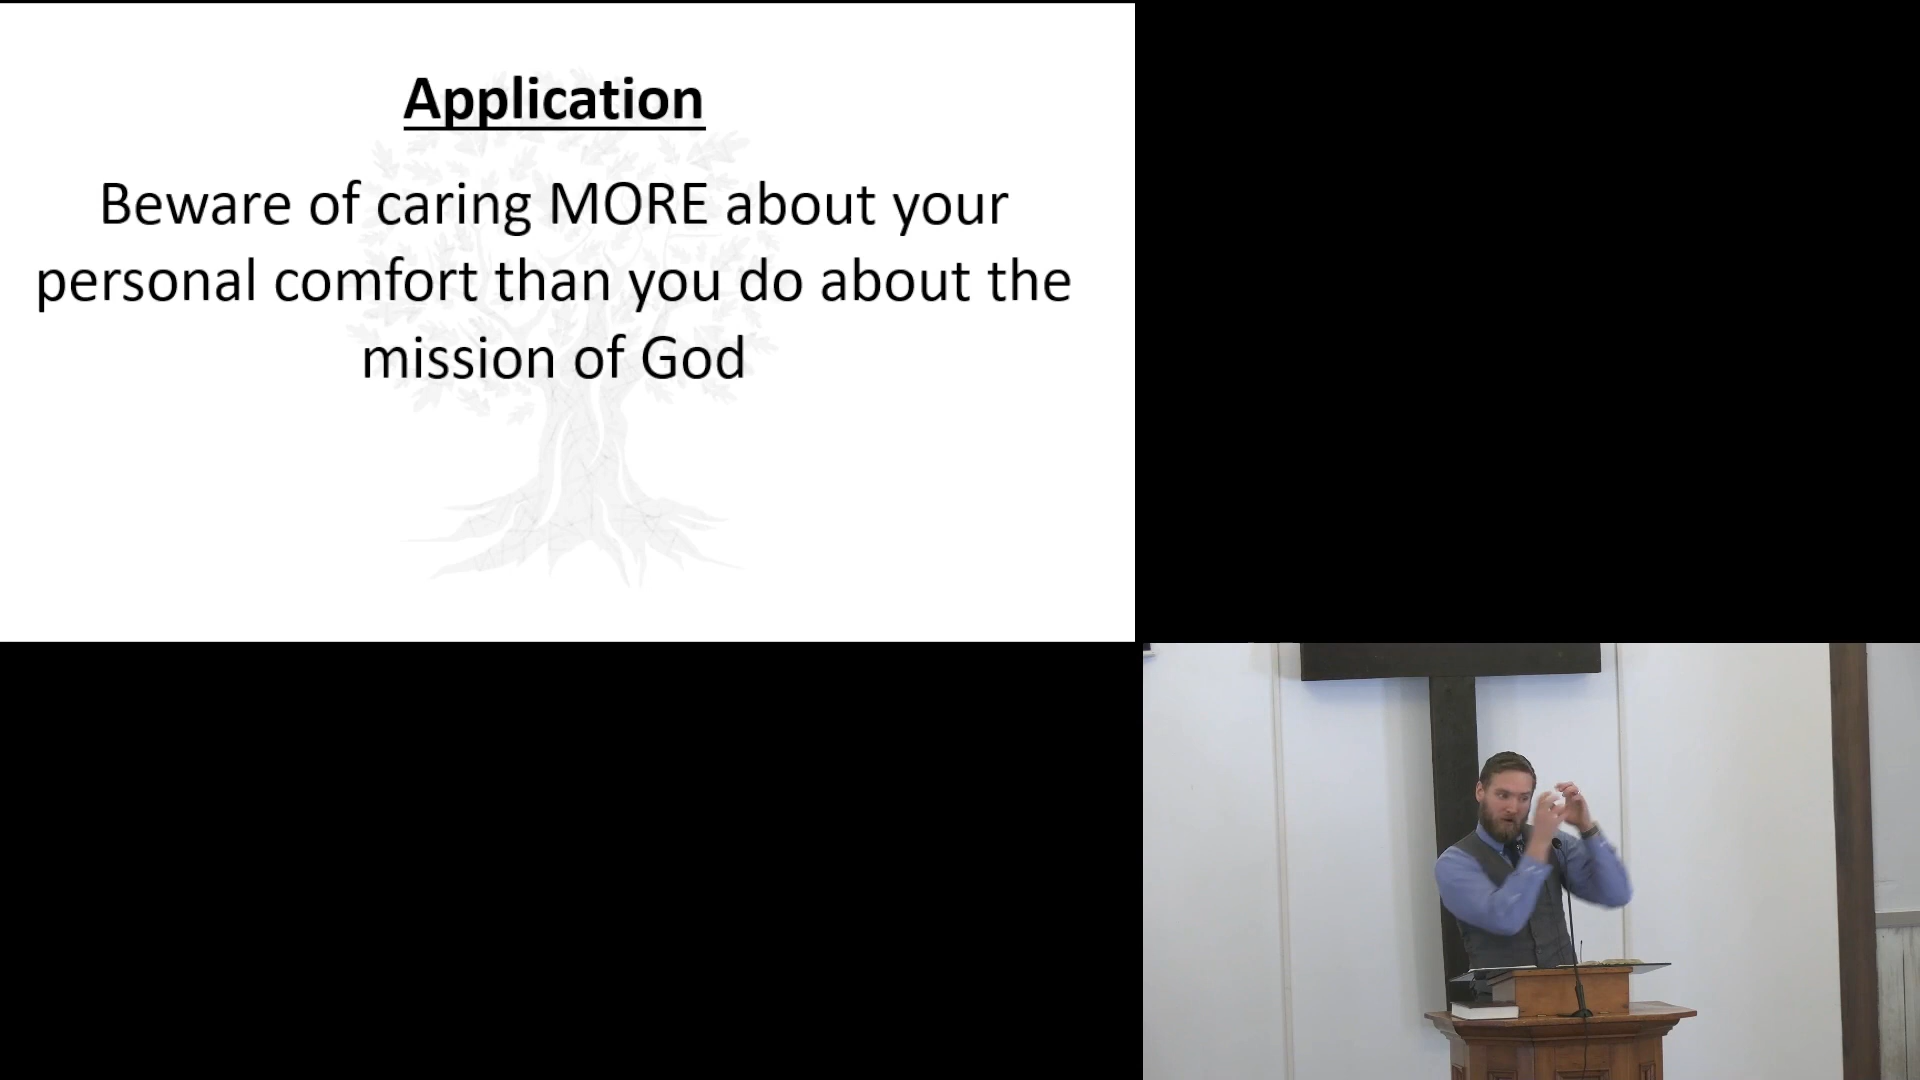 Application
Beware of caring MORE about your
personal comfort than you do about the
mission of God